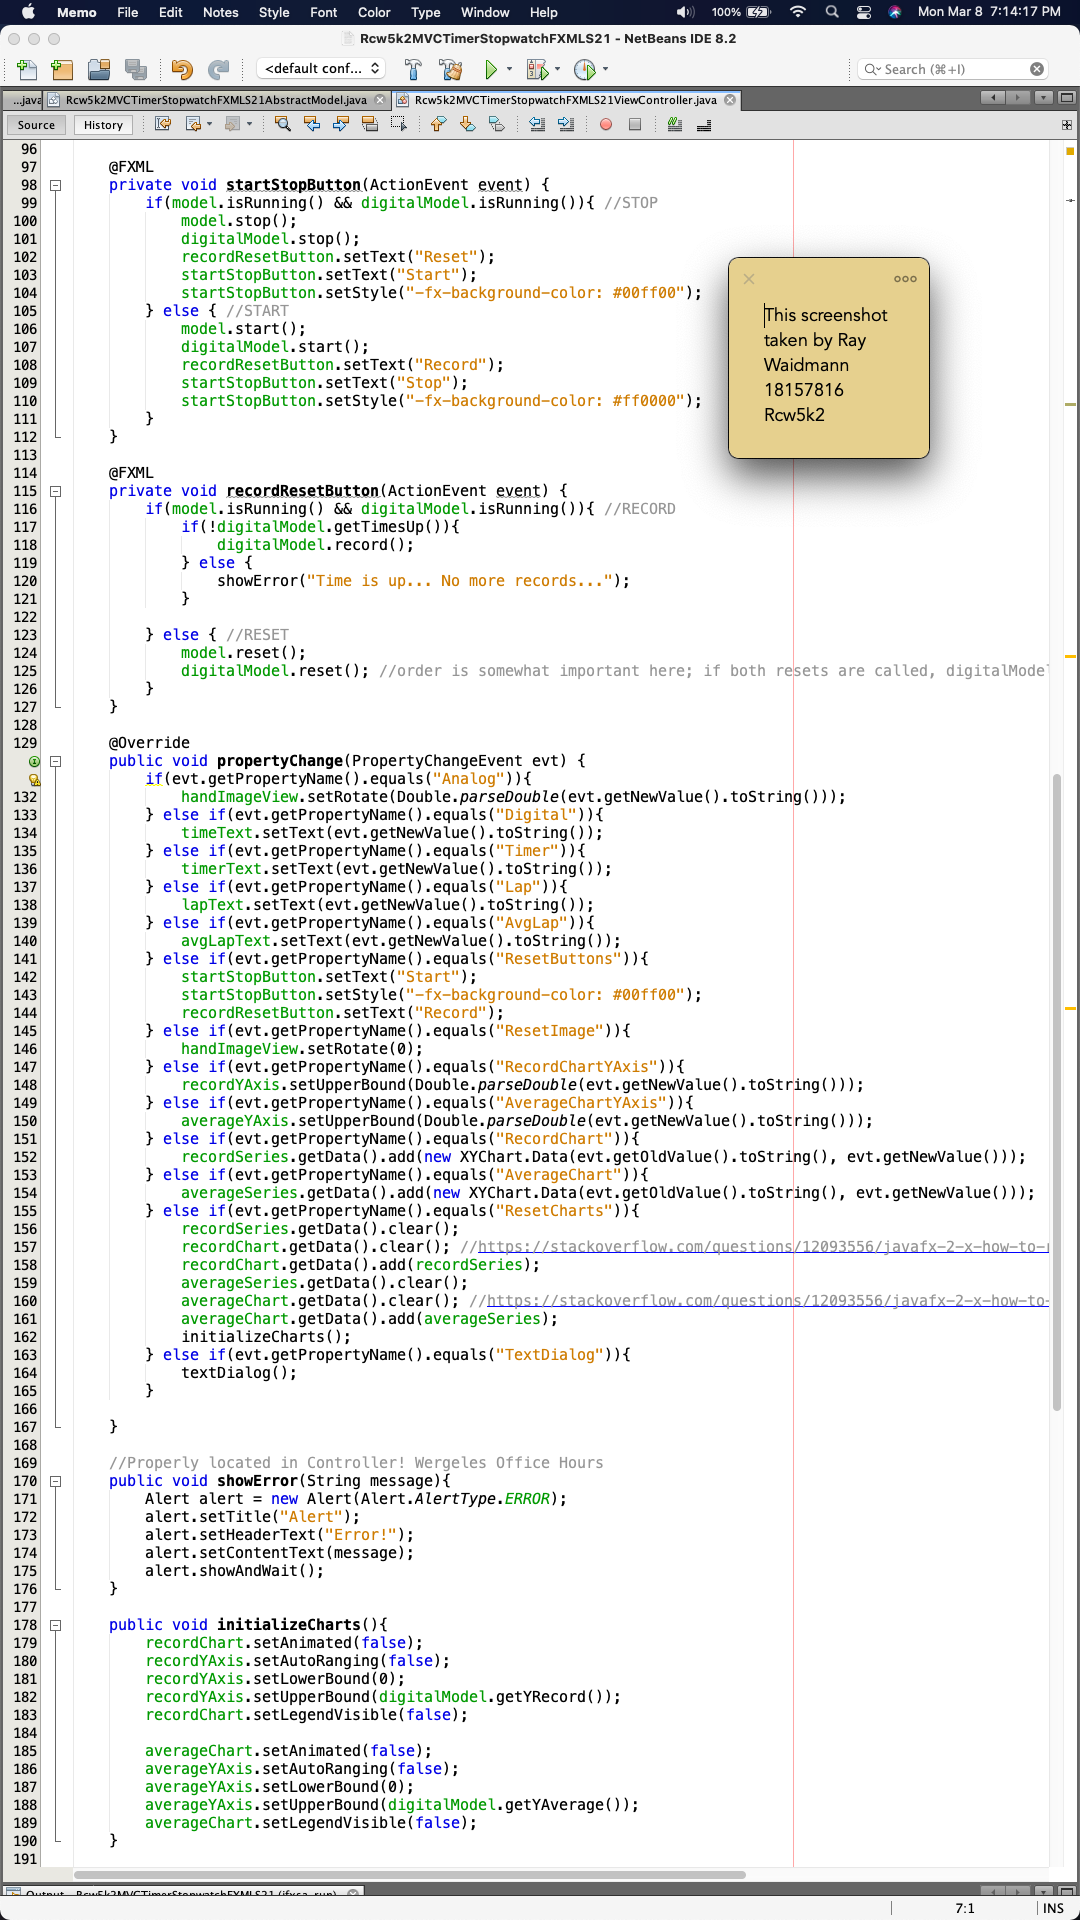 Memo File Edit Notes Style Font Color Type Window Help 100% Mon Mar 8 7:14:17 PM
Rcw5k2MVCTimerStopwatchFXMLS21 - NetBeans IDE 8.2
<default conf... Search (⌘+I)
...java Rcw5k2MVCTimerStopwatchFXMLS21AbstractModel.java Rcw5k2MVCTimerStopwatchFXMLS21ViewController.java
Source History
96
97 @FXML
98 private void startStopButton(ActionEvent event) {
99 if(model.isRunning() && digitalModel.isRunning()){ //STOP
100 model.stop();
101 digitalModel.stop();
102 recordResetButton.setText("Reset");
103 startStopButton.setText("Start");
104 startStopButton.setStyle("-fx-background-color: #00ff00");
105 } else { //START
106 model.start();
107 digitalModel.start();
108 recordResetButton.setText("Record");
109 startStopButton.setText("Stop");
110 startStopButton.setStyle("-fx-background-color: #ff0000");
111 }
112 }
113
114 @FXML
115 private void recordResetButton(ActionEvent event) {
116 if(model.isRunning() && digitalModel.isRunning()){ //RECORD
117 if(!digitalModel.getTimesUp()){
118 digitalModel.record();
119 } else {
120 showError("Time is up... No more records...");
121 }
122
123 } else { //RESET
124 model.reset();
125 digitalModel.reset(); //order is somewhat important here; if both resets are called, digitalMode
126 }
127 }
128
129 @Override
public void propertyChange(PropertyChangeEvent evt) {
if(evt.getPropertyName().equals("Analog")){
132 handImageView.setRotate(Double.parseDouble(evt.getNewValue().toString()));
133 } else if(evt.getPropertyName().equals("Digital")){
134 timeText.setText(evt.getNewValue().toString());
135 } else if(evt.getPropertyName().equals("Timer")){
136 timerText.setText(evt.getNewValue().toString());
137 } else if(evt.getPropertyName().equals("Lap")){
138 lapText.setText(evt.getNewValue().toString());
139 } else if(evt.getPropertyName().equals("AvgLap")){
140 avgLapText.setText(evt.getNewValue().toString());
141 } else if(evt.getPropertyName().equals("ResetButtons")){
142 startStopButton.setText("Start");
143 startStopButton.setStyle("-fx-background-color: #00ff00");
144 recordResetButton.setText("Record");
145 } else if(evt.getPropertyName().equals("ResetImage")){
146 handImageView.setRotate(0);
147 } else if(evt.getPropertyName().equals("RecordChartYAxis")){
148 recordYAxis.setUpperBound(Double.parseDouble(evt.getNewValue().toString()));
149 } else if(evt.getPropertyName().equals("AverageChartYAxis")){
150 averageYAxis.setUpperBound(Double.parseDouble(evt.getNewValue().toString()));
151 } else if(evt.getPropertyName().equals("RecordChart")){
152 recordSeries.getData().add(new XYChart.Data(evt.getOldValue().toString(), evt.getNewValue()));
153 } else if(evt.getPropertyName().equals("AverageChart")){
154 averageSeries.getData().add(new XYChart.Data(evt.getOldValue().toString(), evt.getNewValue()));
155 } else if(evt.getPropertyName().equals("ResetCharts")){
156 recordSeries.getData().clear();
157 recordChart.getData().clear(); //https://stackoverflow.com/questions/12093556/javafx-2-x-how-to-
158 recordChart.getData().add(recordSeries);
159 averageSeries.getData().clear();
160 averageChart.getData().clear(); //https://stackoverflow.com/questions/12093556/javafx-2-x-how-to-
161 averageChart.getData().add(averageSeries);
162 initializeCharts();
163 } else if(evt.getPropertyName().equals("TextDialog")){
164 textDialog();
165 }
166
167 }
168
169 //Properly located in Controller! Wergeles Office Hours
170 public void showError(String message){
171 Alert alert = new Alert(Alert.AlertType.ERROR);
172 alert.setTitle("Alert");
173 alert.setHeaderText("Error!");
174 alert.setContentText(message);
175 alert.showAndWait();
176 }
177
178 public void initializeCharts(){
179 recordChart.setAnimated(false);
180 recordYAxis.setAutoRanging(false);
181 recordYAxis.setLowerBound(0);
182 recordYAxis.setUpperBound(digitalModel.getYRecord());
183 recordChart.setLegendVisible(false);
184
185 averageChart.setAnimated(false);
186 averageYAxis.setAutoRanging(false);
187 averageYAxis.setLowerBound(0);
188 averageYAxis.setUpperBound(digitalModel.getYAverage());
189 averageChart.setLegendVisible(false);
190 }
191
This screenshot
taken by Ray
Waidmann
18157816
Rcw5k2
Output - Rcw5k2MVCTimerStopwatchFXMLS21 (jfxsa_run)
7:1 INS